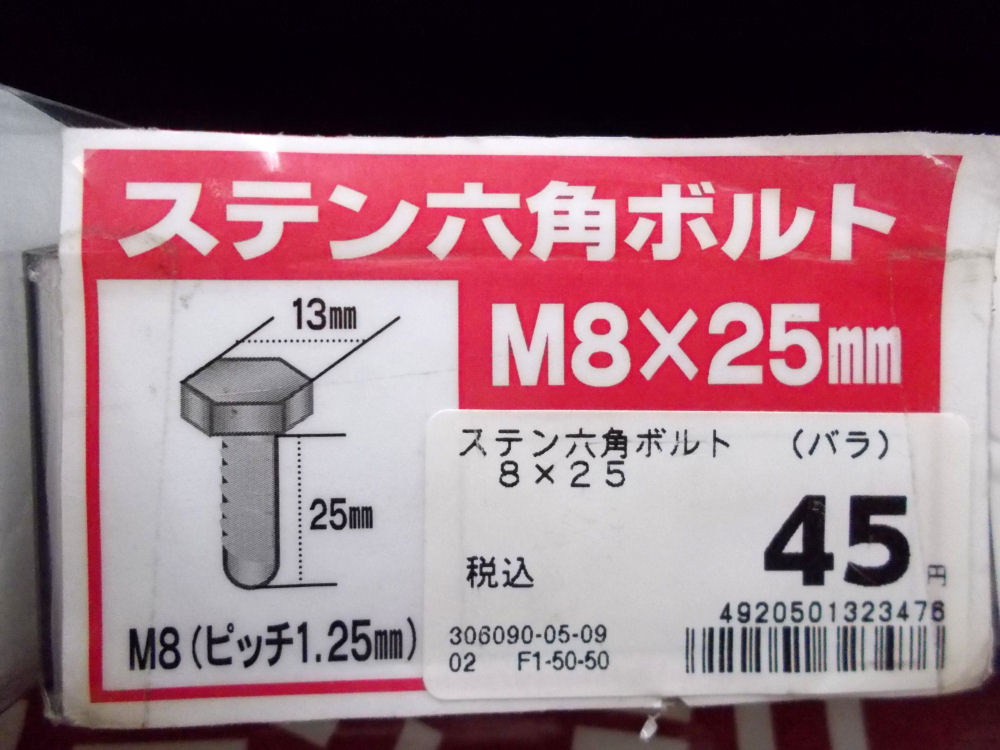 ステン六角ボルト
M8×25mm
13mm
25mm
M8(ピッチ1.25mm)
ステン六角ボルト (バラ)
8×25
税込 45円
4920501323476
306090-05-09
02 F1-50-50